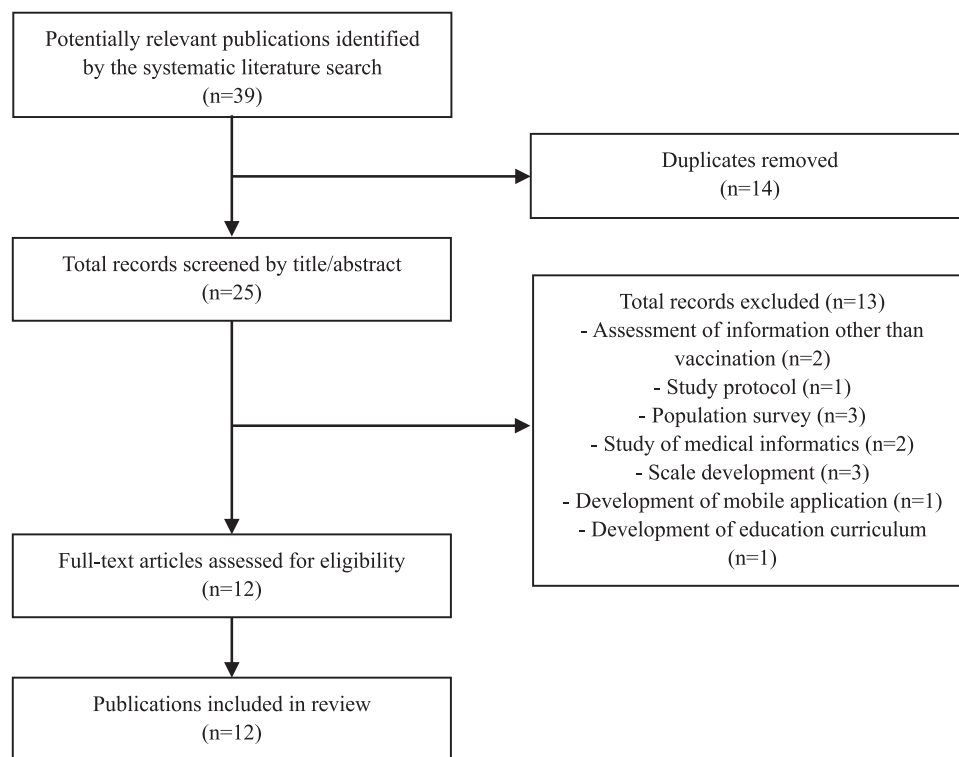 Potentially relevant publications identified
by the systematic literature search
(n=39)
Duplicates removed
(n=14)
Total records screened by title/abstract
(n=25)
Total records excluded (n=13)
- Assessment of information other than
vaccination (n=2)
- Study protocol (n=1)
- Population survey (n=3)
- Study of medical informatics (n=2)
- Scale development (n=3)
- Development of mobile application (n=1)
- Development of education curriculum
(n=1)
Full-text articles assessed for eligibility
(n=12)
Publications included in review
(n=12)